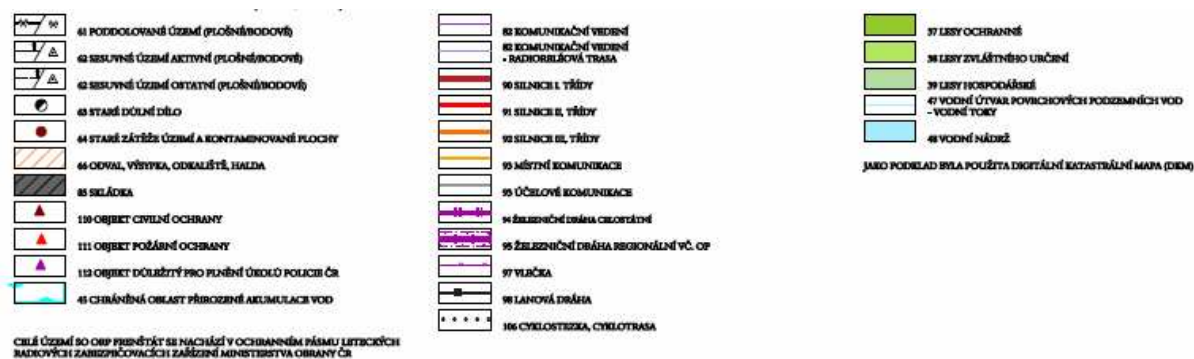 61 PODDOLOVANÉ ÚZEMÍ (PLOŠNÉ/BODOVÉ)
62 SESUVNÉ ÚZEMÍ AKTIVNÍ (PLOŠNÉ/BODOVÉ)
62 SESUVNÉ ÚZEMÍ OSTATNÍ (PLOŠNÉ/BODOVÉ)
63 STARÉ DŮLNÍ DÍLO
64 STARÉ ZÁTĚŽE ÚZEMÍ A KONTAMINOVANÉ PLOCHY
66 ODVAL, VÝSYPKA, ODKALIŠTĚ, HALDA
85 SKLÁDKA
110 OBJEKT CIVILNÍ OCHRANY
111 OBJEKT POŽÁRNÍ OCHRANY
112 OBJEKT DŮLEŽITÝ PRO PLNĚNÍ ÚKOLŮ POLICIE ČR
45 CHRÁNĚNÁ OBLAST PŘIROZENÉ AKUMULACE VOD
CELÉ ÚZEMÍ SO ORP FRENŠTÁT SE NACHÁZÍ V OCHRANNÉM PÁSMU LETECKÝCH
RADIOVÝCH ZABEZPEČOVACÍCH ZAŘÍZENÍ MINISTERSTVA OBRANY ČR
82 KOMUNIKAČNÍ VEDENÍ
82 KOMUNIKAČNÍ VEDENÍ
- RADIORELÉOVÁ TRASA
90 SILNICE I. TŘÍDY
91 SILNICE II. TŘÍDY
92 SILNICE III. TŘÍDY
93 MÍSTNÍ KOMUNIKACE
93 ÚČELOVÉ KOMUNIKACE
94 ŽELEZNIČNÍ DRÁHA CELOSTÁTNÍ
95 ŽELEZNIČNÍ DRÁHA REGIONÁLNÍ VČ. OP
97 VLEČKA
98 LANOVÁ DRÁHA
106 CYKLOSTEZKA, CYKLOTRASA
37 LESY OCHRANNÉ
38 LESY ZVLÁŠTNÍHO URČENÍ
39 LESY HOSPODÁŘSKÉ
47 VODNÍ ÚTVAR POVRCHOVÝCH PODZEMNÍCH VOD
- VODNÍ TOKY
48 VODNÍ NÁDRŽ
JAKO PODKLAD BYLA POUŽITA DIGITÁLNÍ KATASTRÁLNÍ MAPA (DKM)